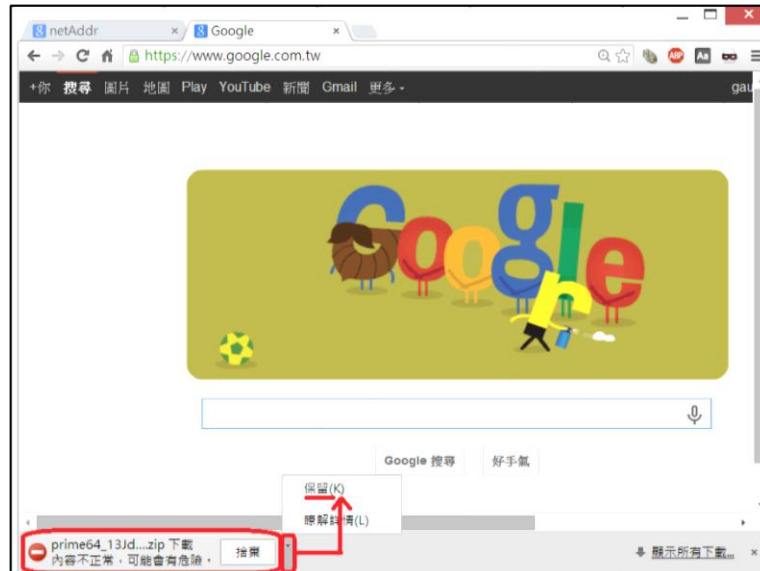 netAddr
Google
https://www.google.com.tw
ABP
+你 搜尋 圖片 地圖 Play YouTube 新聞 Gmail 更多 gau
Google
r
Google 搜尋 好手氣
保留(K)
瞭解詳情(L)
prime64_13Jd....zip 下載
內容不正常，可能會有危險。
捨棄
顯示所有下載...